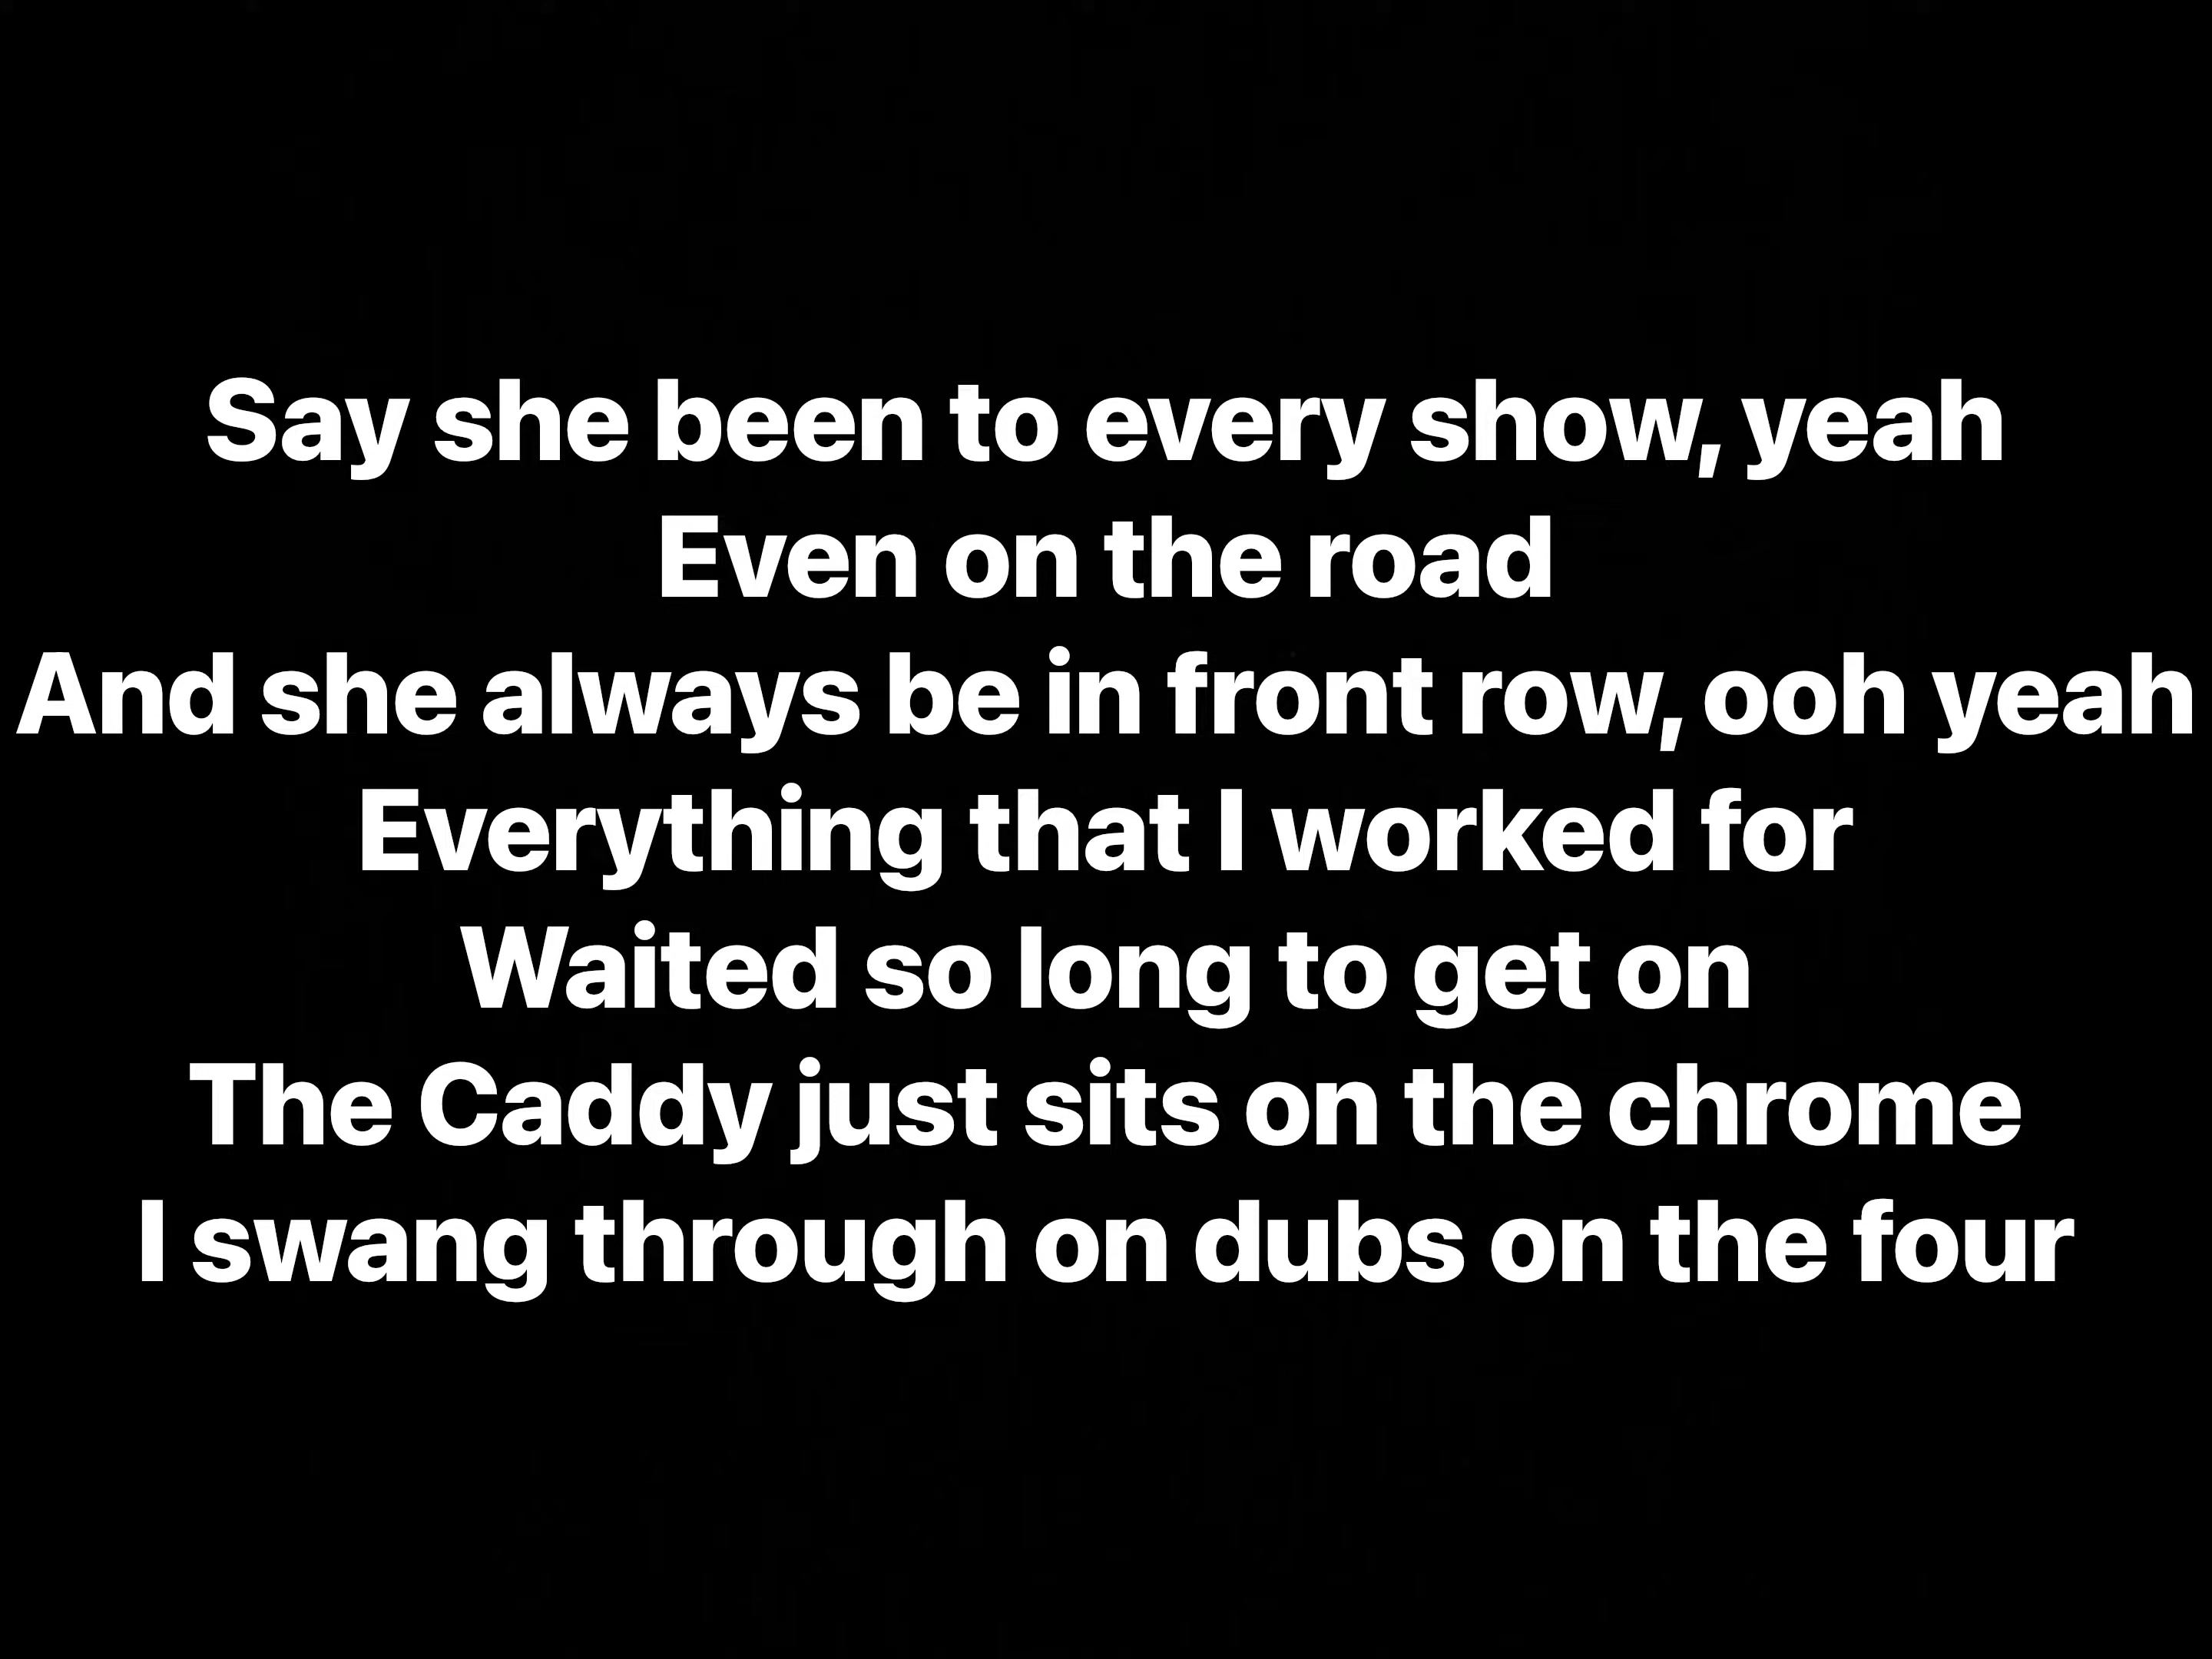 Say she been to every show, yeah
Even on the road
And she always be in front row, ooh yeah
Everything that I worked for
Waited so long to get on
The Caddy just sits on the chrome
I swang through on dubs on the four